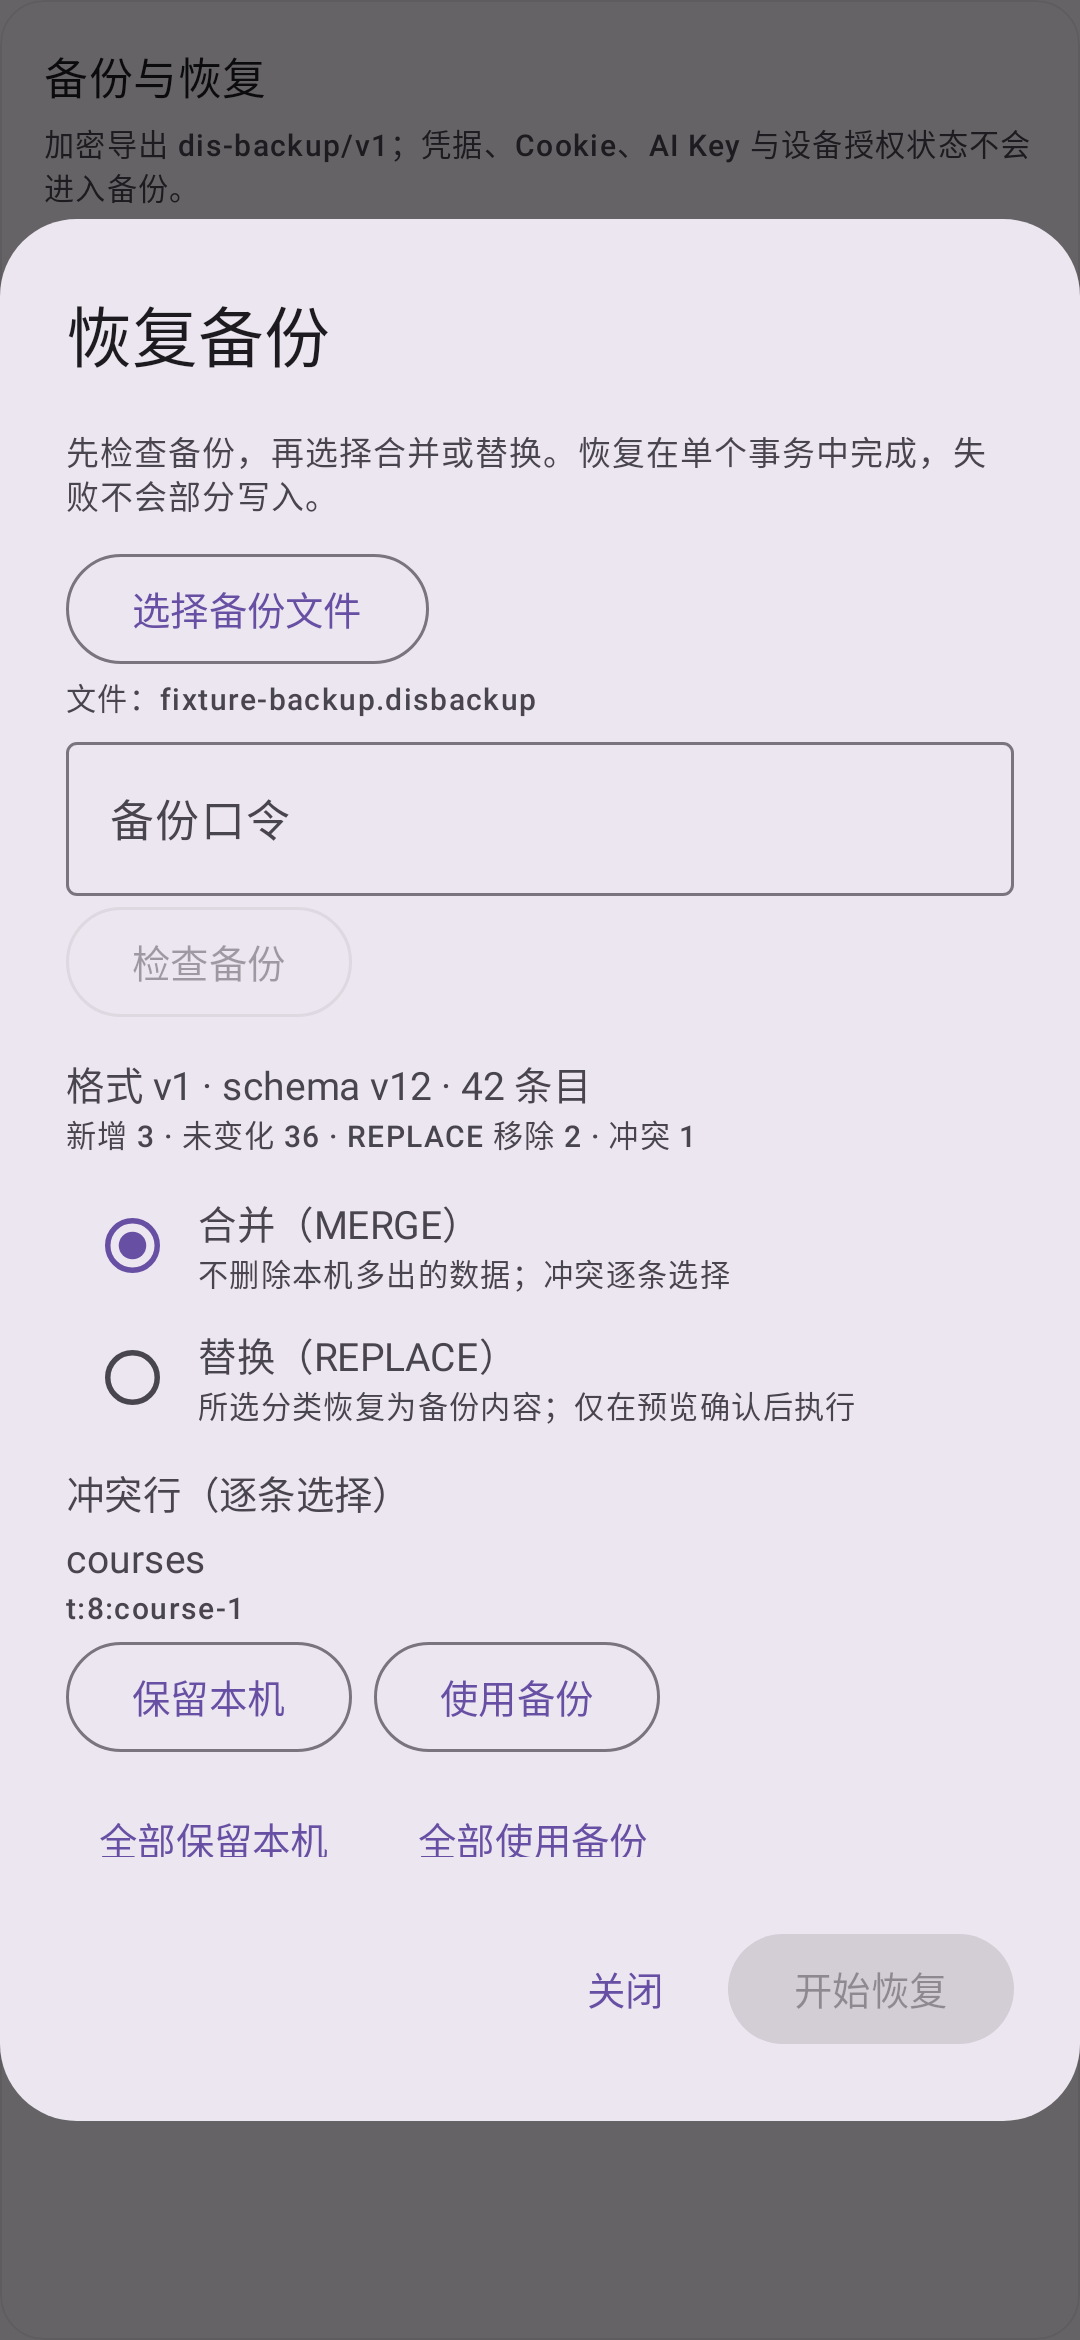 备份与恢复
加密导出 dis-backup/v1；凭据、Cookie、AI Key 与设备授权状态不会
进入备份。
恢复备份
先检查备份，再选择合并或替换。恢复在单个事务中完成，失
败不会部分写入。
选择备份文件
文件：fixture-backup.disbackup
备份口令
检查备份
格式 v1 · schema v12 · 42 条目
新增 3 · 未变化 36 · REPLACE 移除 2 · 冲突 1
合并（MERGE）
不删除本机多出的数据；冲突逐条选择
替换（REPLACE）
所选分类恢复为备份内容；仅在预览确认后执行
冲突行（逐条选择）
courses
t:8:course-1
保留本机 使用备份
全部保留本机 全部使用备份
关闭 开始恢复